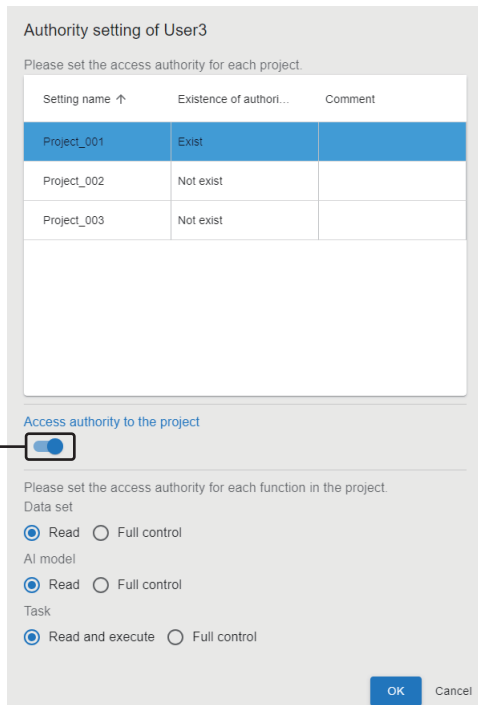 Authority setting of User3
Please set the access authority for each project.
Setting name ↑ Existence of authori... Comment
Project_001 Exist
Project_002 Not exist
Project_003 Not exist
Access authority to the project
Please set the access authority for each function in the project.
Data set
Read Full control
AI model
Read Full control
Task
Read and execute Full control
OK Cancel